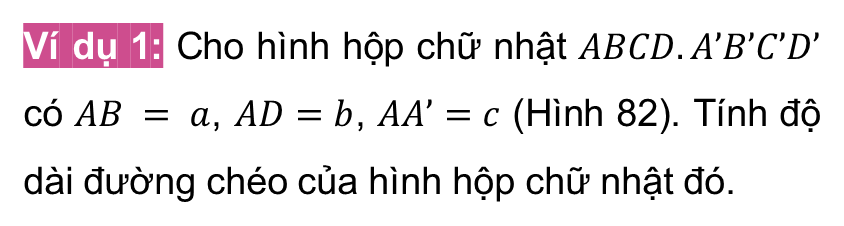 Ví dụ 1: Cho hình hộp chữ nhật ABCD.A’B’C’D’
có AB = a, AD = b, AA’ = c (Hình 82). Tính độ
dài đường chéo của hình hộp chữ nhật đó.